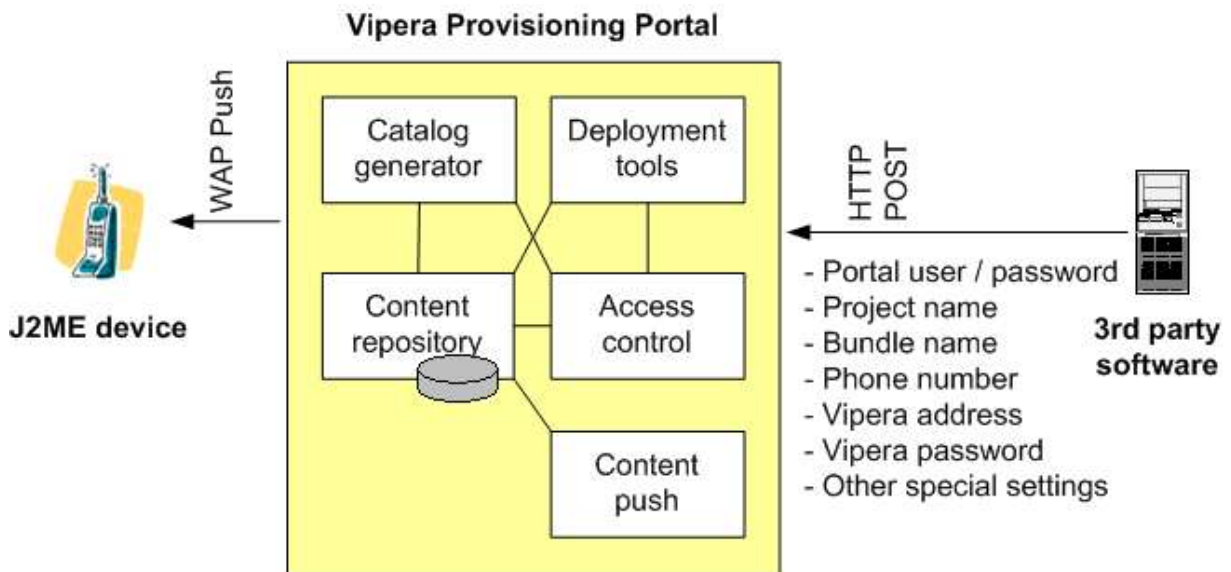 Vipera Provisioning Portal
WAP Push
J2ME device
Catalog
generator
Deployment
tools
Content
repository
Access
control
Content
push
HTTP
POST
- Portal user / password
- Project name
- Bundle name
- Phone number
- Vipera address
- Vipera password
- Other special settings
3rd party
software